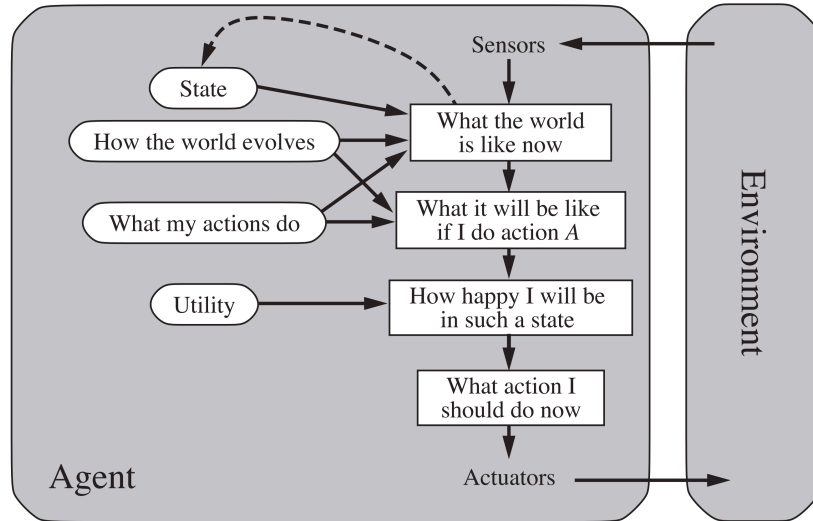 Sensors
State
What the world
is like now
How the world evolves
What my actions do
What it will be like
if I do action A
Utility
How happy I will be
in such a state
What action I
should do now
Agent
Actuators
Environment